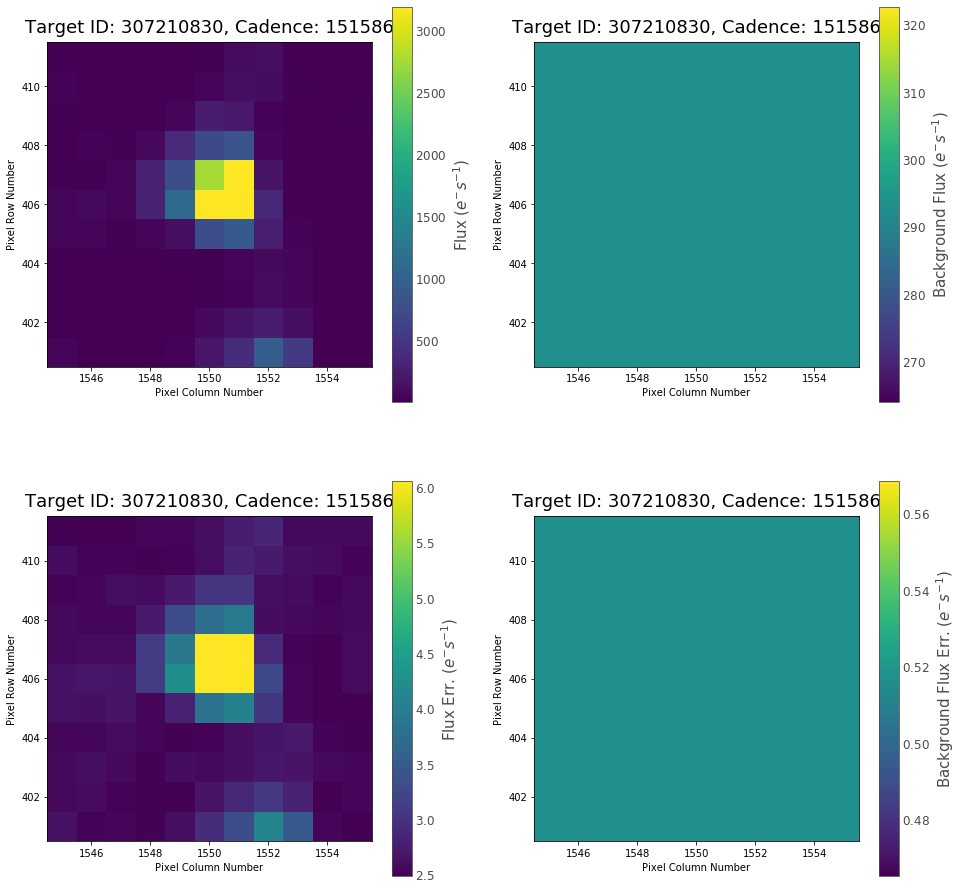 Target ID: 307210830, Cadence: 151586
410
408
406
404
402
1546 1548 1550 1552 1554
Pixel Column Number
Pixel Row Number
3000
2500
2000
1500
1000
500
Flux (e⁻s⁻¹)
Target ID: 307210830, Cadence: 151586
410
408
406
404
402
1546 1548 1550 1552 1554
Pixel Column Number
Pixel Row Number
320
310
300
290
280
270
Background Flux (e⁻s⁻¹)
Target ID: 307210830, Cadence: 151586
410
408
406
404
402
1546 1548 1550 1552 1554
Pixel Column Number
Pixel Row Number
6.0
5.5
5.0
4.5
4.0
3.5
3.0
2.5
Flux Err. (e⁻s⁻¹)
Target ID: 307210830, Cadence: 151586
410
408
406
404
402
1546 1548 1550 1552 1554
Pixel Column Number
Pixel Row Number
0.56
0.54
0.52
0.50
0.48
Background Flux Err. (e⁻s⁻¹)